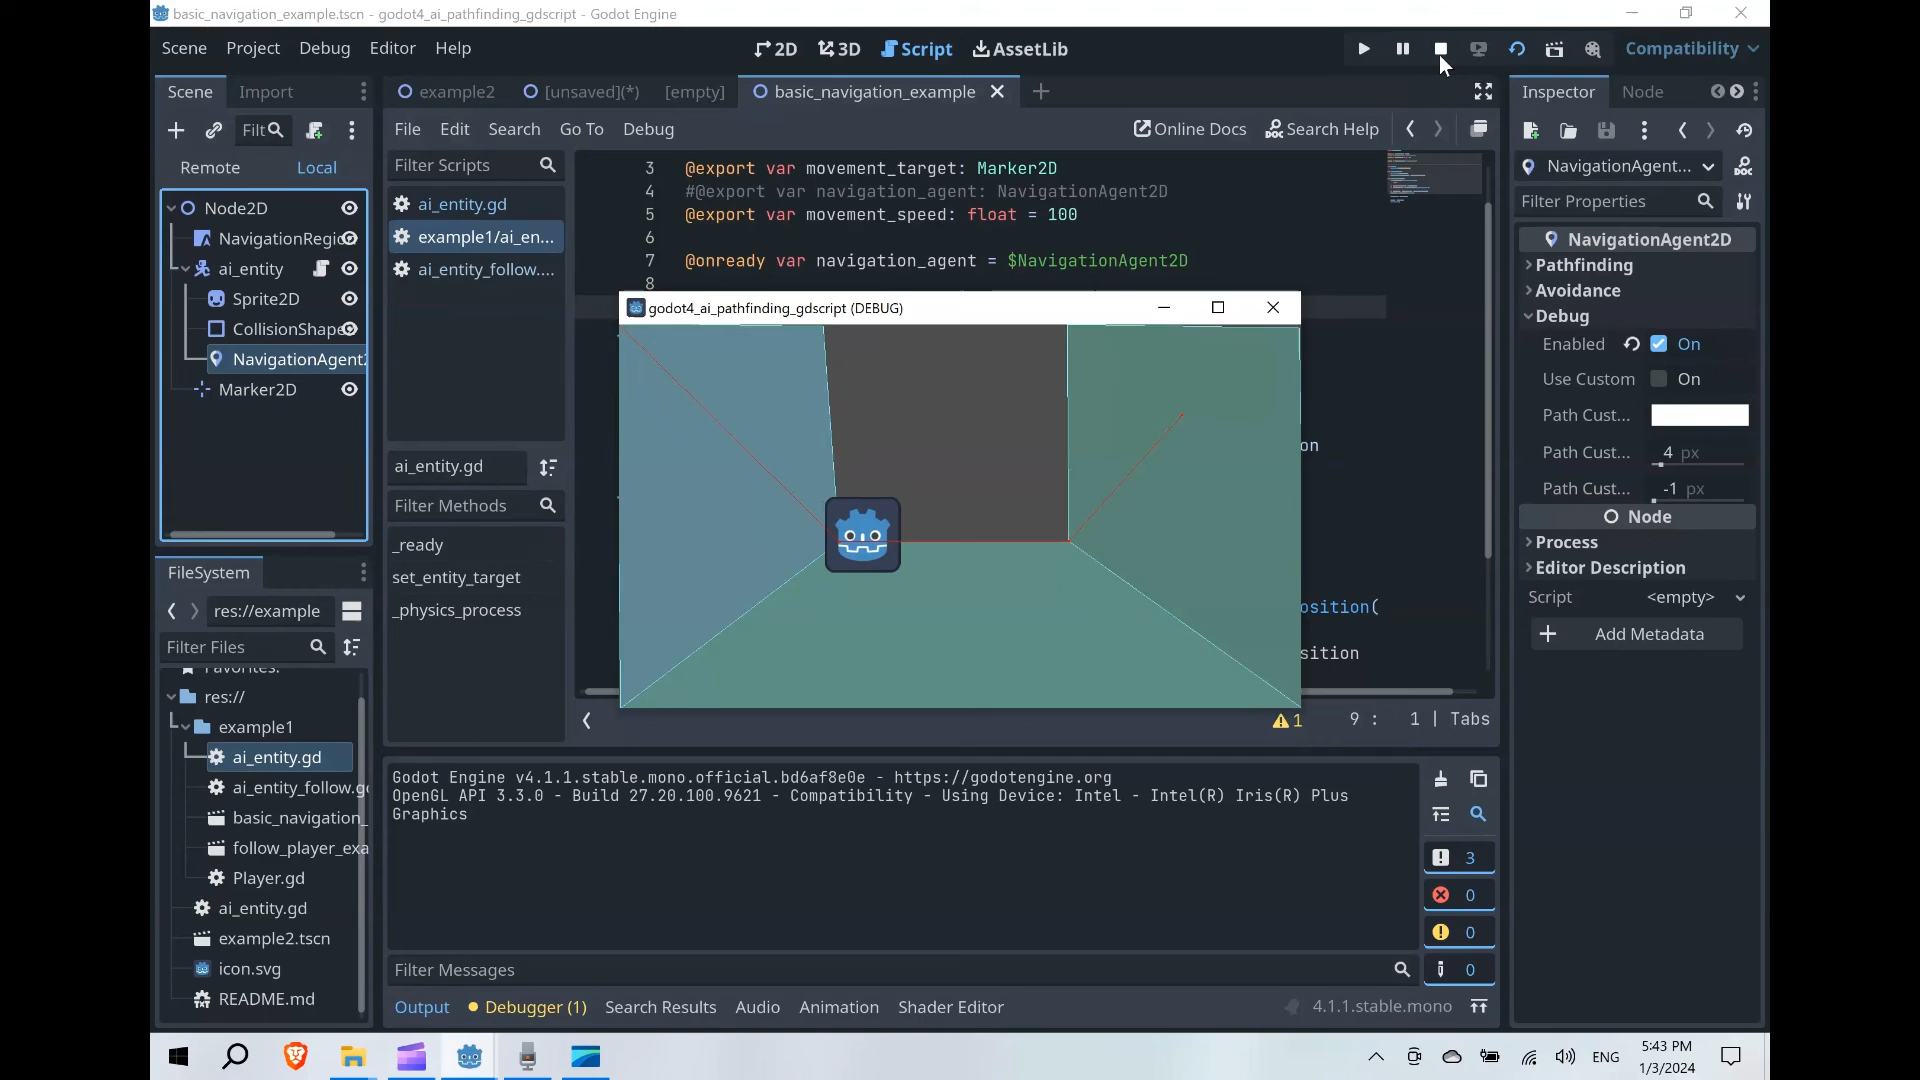 basic_navigation_example.tscn - godot4_ai_pathfinding_gdscript - Godot Engine
Scene Project Debug Editor Help
2D 3D Script AssetLib
Compatibility
Scene Import
example2 [unsaved](*) [empty] basic_navigation_example
Inspector Node
Filt
File Edit Search Go To Debug
Online Docs Search Help
Remote Local
Filter Scripts
NavigationAgent...
Filter Properties
Node2D
NavigationRegio
ai_entity
Sprite2D
CollisionShape
NavigationAgent2
Marker2D
ai_entity.gd
example1/ai_en...
ai_entity_follow....
3 @export var movement_target: Marker2D
4 #@export var navigation_agent: NavigationAgent2D
5 @export var movement_speed: float = 100
6
7 @onready var navigation_agent = $NavigationAgent2D
8
godot4_ai_pathfinding_gdscript (DEBUG)
on
osition(
sition
1 9 : 1 | Tabs
ai_entity.gd
Filter Methods
_ready
set_entity_target
_physics_process
NavigationAgent2D
Pathfinding
Avoidance
Debug
Enabled On
Use Custom On
Path Cust...
Path Cust... 4 px
Path Cust... -1 px
Node
Process
Editor Description
Script <empty>
Add Metadata
FileSystem
res://example
Filter Files
Favorites:
res://
example1
ai_entity.gd
ai_entity_follow.g
basic_navigation_
follow_player_exa
Player.gd
ai_entity.gd
example2.tscn
icon.svg
README.md
Godot Engine v4.1.1.stable.mono.official.bd6af8e0e - https://godotengine.org
OpenGL API 3.3.0 - Build 27.20.100.9621 - Compatibility - Using Device: Intel - Intel(R) Iris(R) Plus
Graphics
3
0
0
0
Filter Messages
Output Debugger (1) Search Results Audio Animation Shader Editor
4.1.1.stable.mono
ENG
5:43 PM
1/3/2024